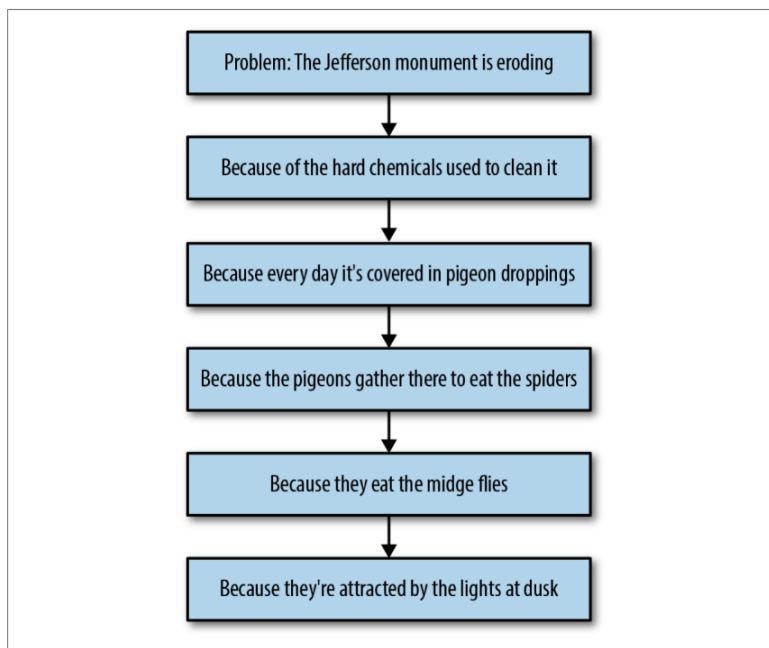 Problem: The Jefferson monument is eroding
Because of the hard chemicals used to clean it
Because every day it's covered in pigeon droppings
Because the pigeons gather there to eat the spiders
Because they eat the midge flies
Because they're attracted by the lights at dusk